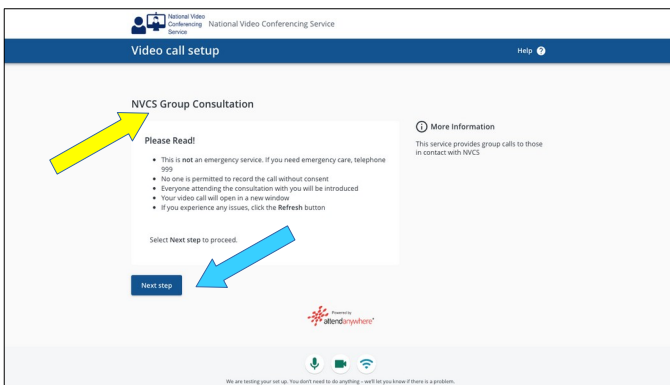 National Video
Conferencing
Service
National Video Conferencing Service
Video call setup
Help ?
NVCS Group Consultation
Please Read!
• This is not an emergency service. If you need emergency care, telephone
999
• No one is permitted to record the call without consent
• Everyone attending the consultation with you will be introduced
• Your video call will open in a new window
• If you experience any issues, click the Refresh button
Select Next step to proceed.
Next step
i More Information
This service provides group calls to those
in contact with NVCS
Powered by
attendanywhere
We are testing your set up. You don't need to do anything – we'll let you know if there is a problem.